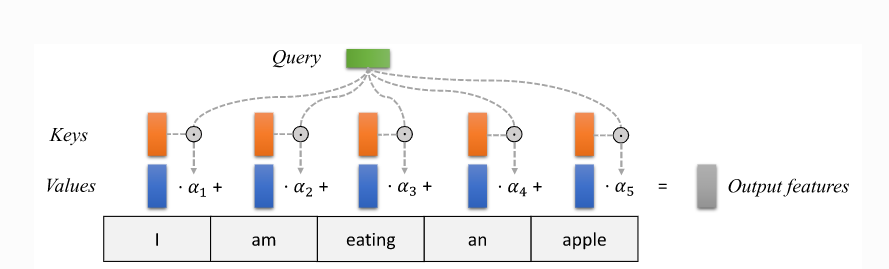 Query
Keys
Values · α₁ + · α₂ + · α₃ + · α₄ + · α₅ = Output features
I am eating an apple